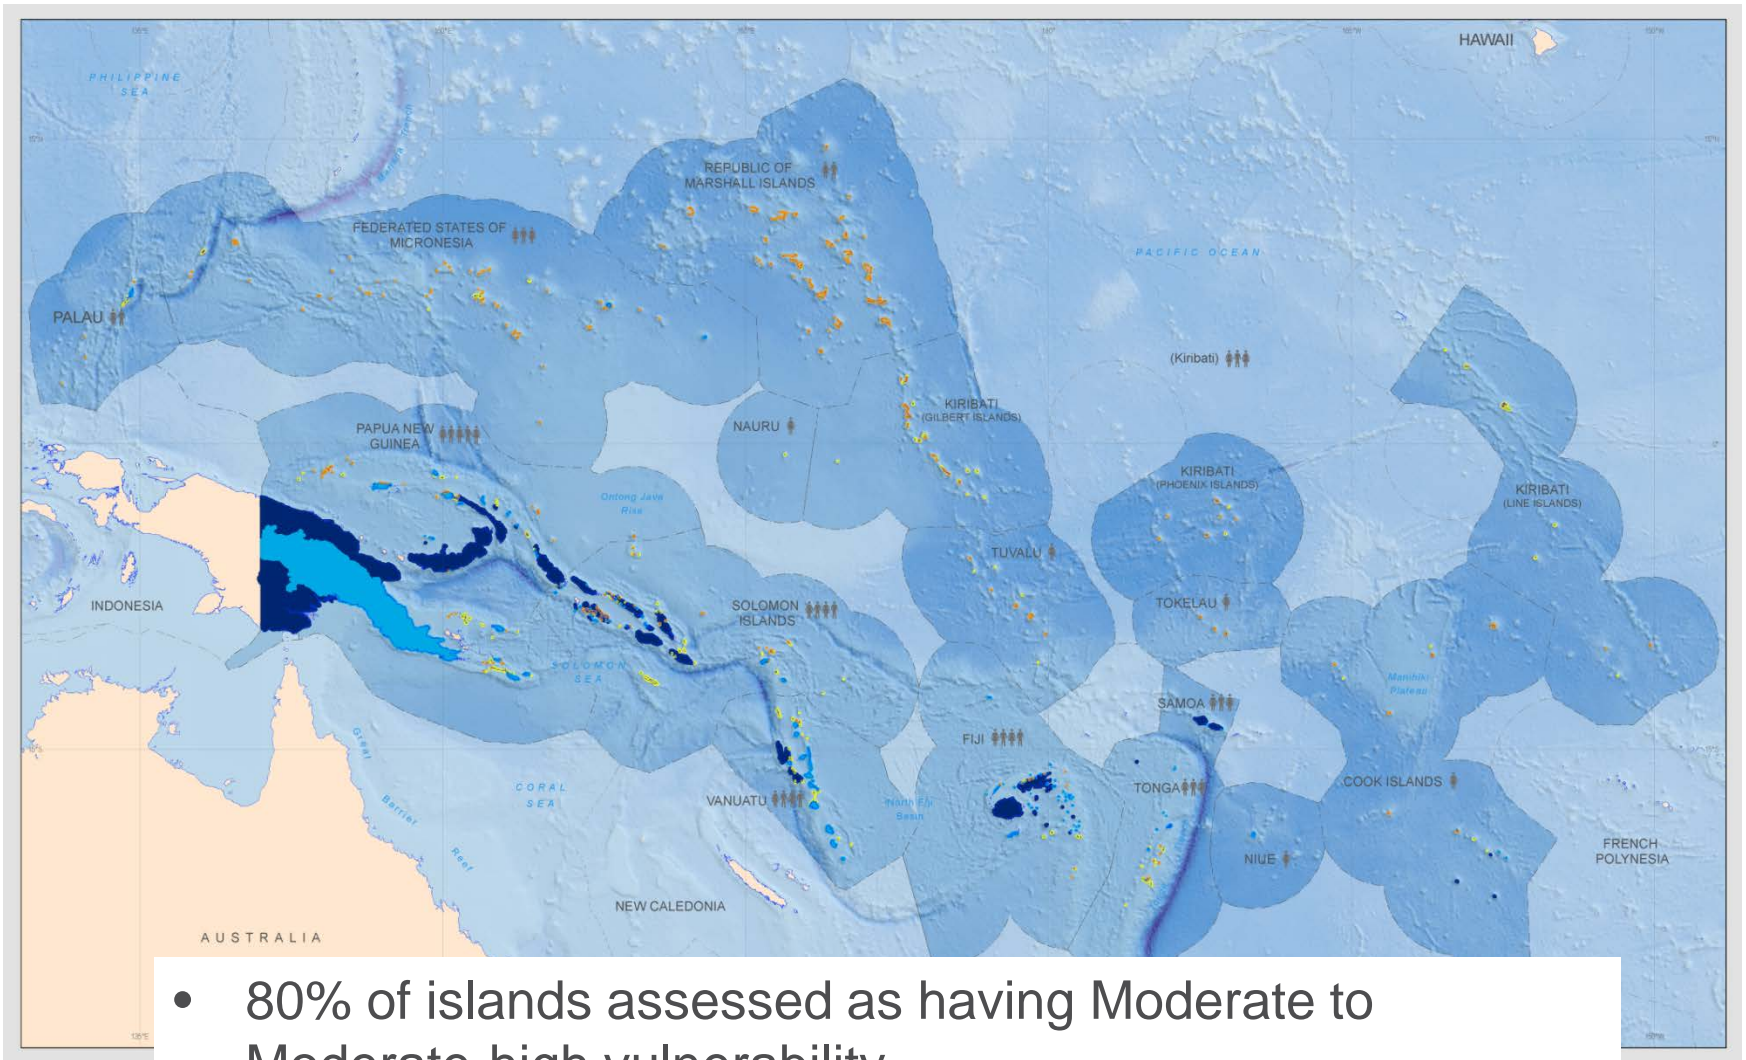 HAWAII
PHILIPPINE
SEA
REPUBLIC OF
MARSHALL ISLANDS
FEDERATED STATES OF
MICRONESIA
PACIFIC OCEAN
PALAU
(Kiribati)
KIRIBATI
(GILBERT ISLANDS)
PAPUA NEW
GUINEA
NAURU
KIRIBATI
(PHOENIX ISLANDS)
KIRIBATI
(LINE ISLANDS)
Ontong Java
Rise
TUVALU
INDONESIA
SOLOMON
ISLANDS
TOKELAU
SOLOMON
SEA
Manihiki
Plateau
SAMOA
FIJI
Great
Barrier
Reef
CORAL
SEA
VANUATU
North Fiji
Basin
TONGA
COOK ISLANDS
NIUE
FRENCH
POLYNESIA
NEW CALEDONIA
AUSTRALIA
• 80% of islands assessed as having Moderate to
Moderate-high vulnerability